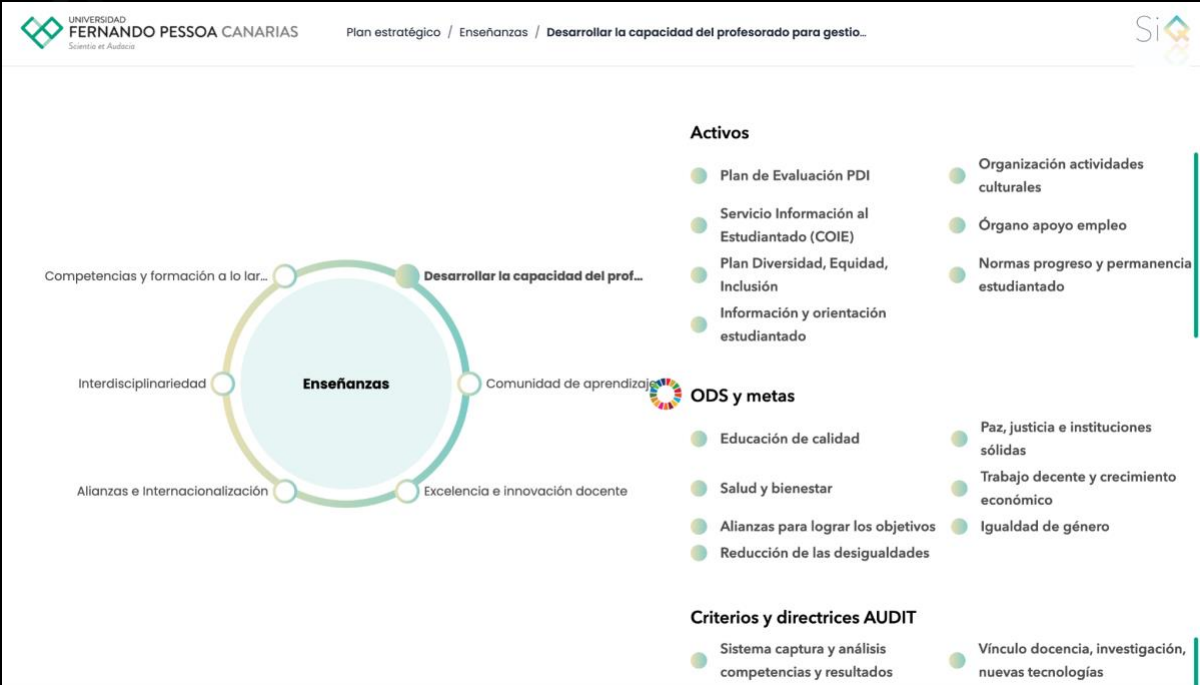 UNIVERSIDAD
FERNANDO PESSOA CANARIAS
Scientia et Audacia
Plan estratégico / Enseñanzas / Desarrollar la capacidad del profesorado para gestio...
SiQ
Activos
Plan de Evaluación PDI
Organización actividades
culturales
Servicio Información al
Estudiantado (COIE)
Órgano apoyo empleo
Plan Diversidad, Equidad,
Inclusión
Normas progreso y permanencia
estudiantado
Información y orientación
estudiantado
Competencias y formación a lo lar...
Desarrollar la capacidad del prof...
Interdisciplinariedad
Enseñanzas
Comunidad de aprendizaje
Alianzas e Internacionalización
Excelencia e innovación docente
ODS y metas
Educación de calidad
Paz, justicia e instituciones
sólidas
Salud y bienestar
Trabajo decente y crecimiento
económico
Alianzas para lograr los objetivos
Igualdad de género
Reducción de las desigualdades
Criterios y directrices AUDIT
Sistema captura y análisis
competencias y resultados
Vínculo docencia, investigación,
nuevas tecnologías